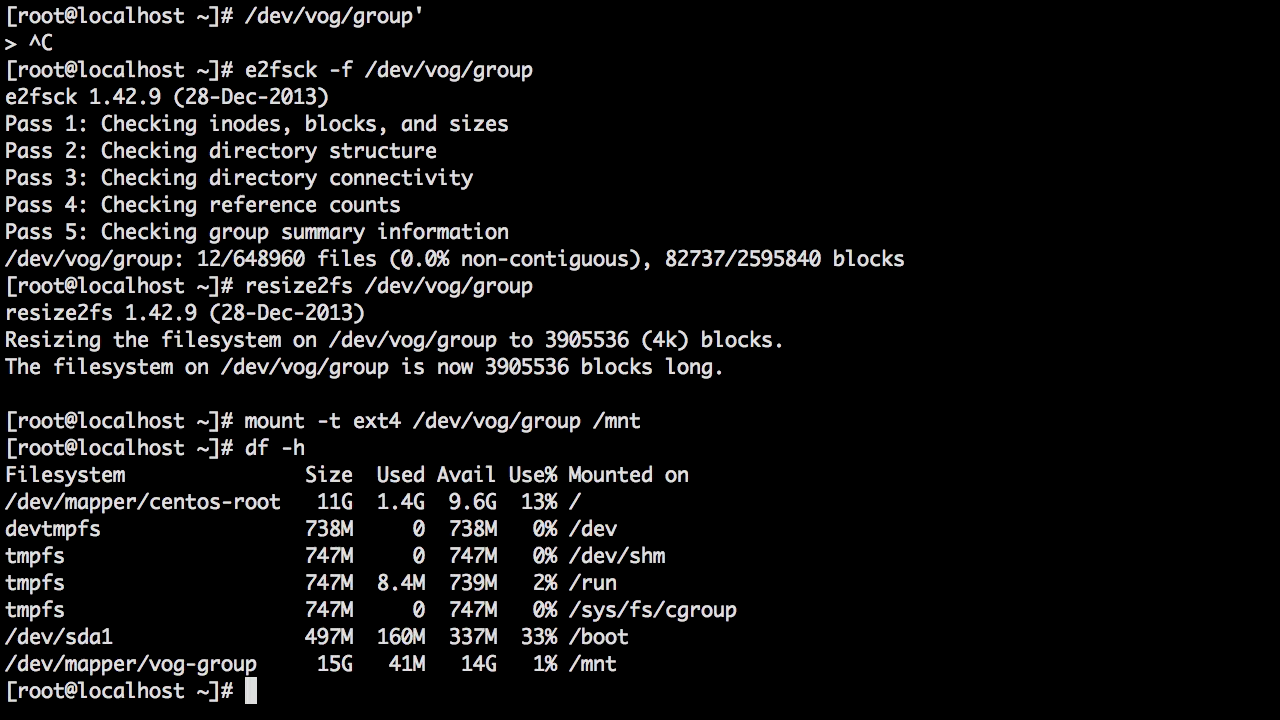 [root@localhost ~]# /dev/vog/group'
> ^C
[root@localhost ~]# e2fsck -f /dev/vog/group
e2fsck 1.42.9 (28-Dec-2013)
Pass 1: Checking inodes, blocks, and sizes
Pass 2: Checking directory structure
Pass 3: Checking directory connectivity
Pass 4: Checking reference counts
Pass 5: Checking group summary information
/dev/vog/group: 12/648960 files (0.0% non-contiguous), 82737/2595840 blocks
[root@localhost ~]# resize2fs /dev/vog/group
resize2fs 1.42.9 (28-Dec-2013)
Resizing the filesystem on /dev/vog/group to 3905536 (4k) blocks.
The filesystem on /dev/vog/group is now 3905536 blocks long.
[root@localhost ~]# mount -t ext4 /dev/vog/group /mnt
[root@localhost ~]# df -h
Filesystem               Size  Used Avail Use% Mounted on
/dev/mapper/centos-root   11G  1.4G  9.6G  13% /
devtmpfs                 738M     0  738M   0% /dev
tmpfs                    747M     0  747M   0% /dev/shm
tmpfs                    747M  8.4M  739M   2% /run
tmpfs                    747M     0  747M   0% /sys/fs/cgroup
/dev/sda1                497M  160M  337M  33% /boot
/dev/mapper/vog-group     15G   41M   14G   1% /mnt
[root@localhost ~]#